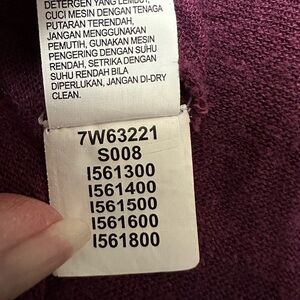 DETERGEN YANG LEMBUT,
CUCI MESIN DENGAN TENAGA
PUTARAN TERENDAH,
JANGAN MENGGUNAKAN
PEMUTIH, GUNAKAN MESIN
PENGERING DENGAN SUHU
RENDAH, SETRIKA DENGAN
SUHU RENDAH BILA
DIPERLUKAN, JANGAN DI-DRY
CLEAN.
7W63221
S008
I561300
I561400
I561500
I561600
I561800